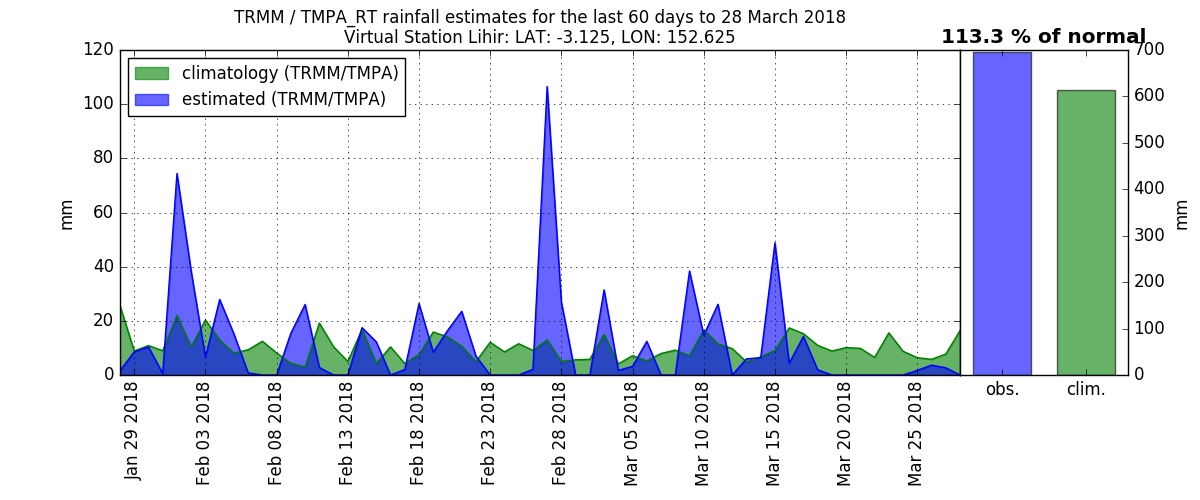 TRMM / TMPA_RT rainfall estimates for the last 60 days to 28 March 2018
Virtual Station Lihir: LAT: -3.125, LON: 152.625
113.3 % of normal
climatology (TRMM/TMPA)
estimated (TRMM/TMPA)
mm
120
100
80
60
40
20
0
Jan 29 2018
Feb 03 2018
Feb 08 2018
Feb 13 2018
Feb 18 2018
Feb 23 2018
Feb 28 2018
Mar 05 2018
Mar 10 2018
Mar 15 2018
Mar 20 2018
Mar 25 2018
obs.
clim.
700
600
500
400
300
200
100
0
mm